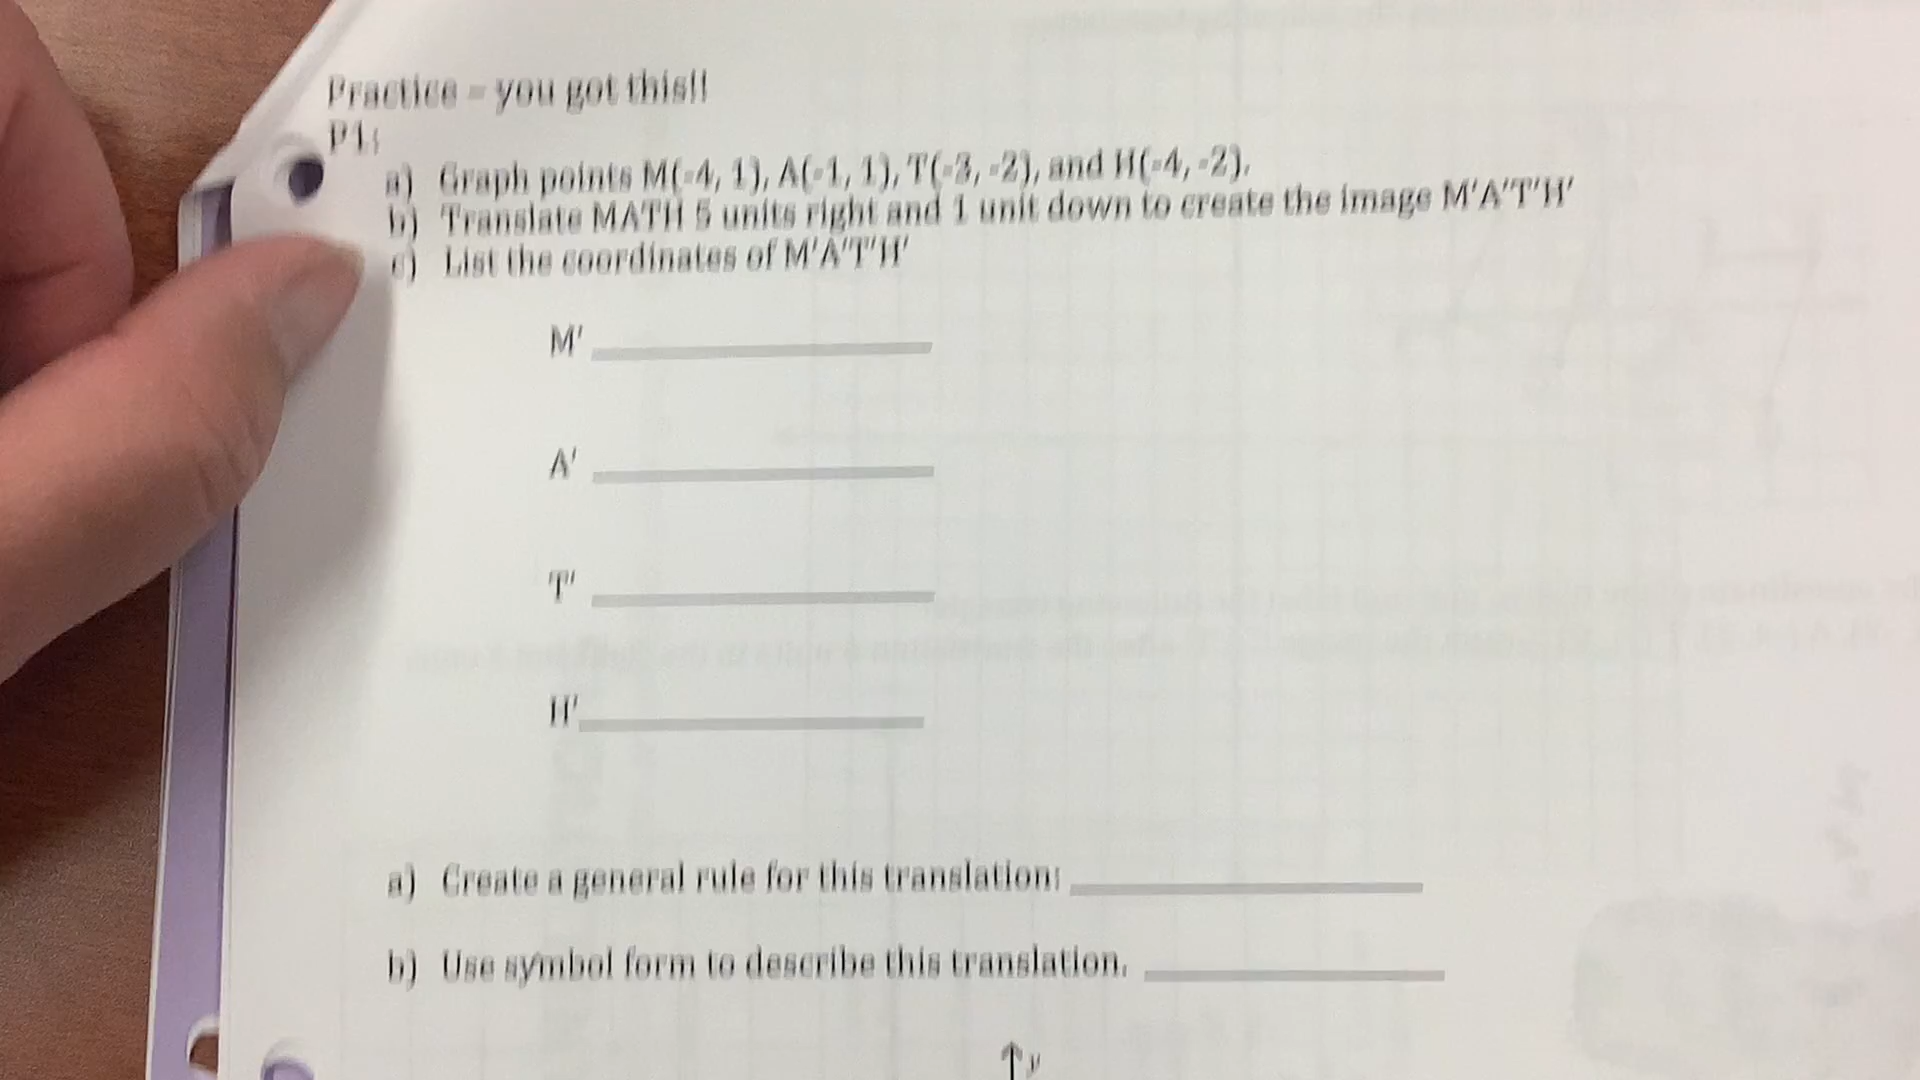 Practice – you got this!!
P1:
a) Graph points M(-4, 1), A(-1, 1), T(-3, -2), and H(-4, -2).
b) Translate MATH 5 units right and 1 unit down to create the image M'A'T'H'
c) List the coordinates of M'A'T'H'
M'
A'
T'
H'
a) Create a general rule for this translation:
b) Use symbol form to describe this translation.
y